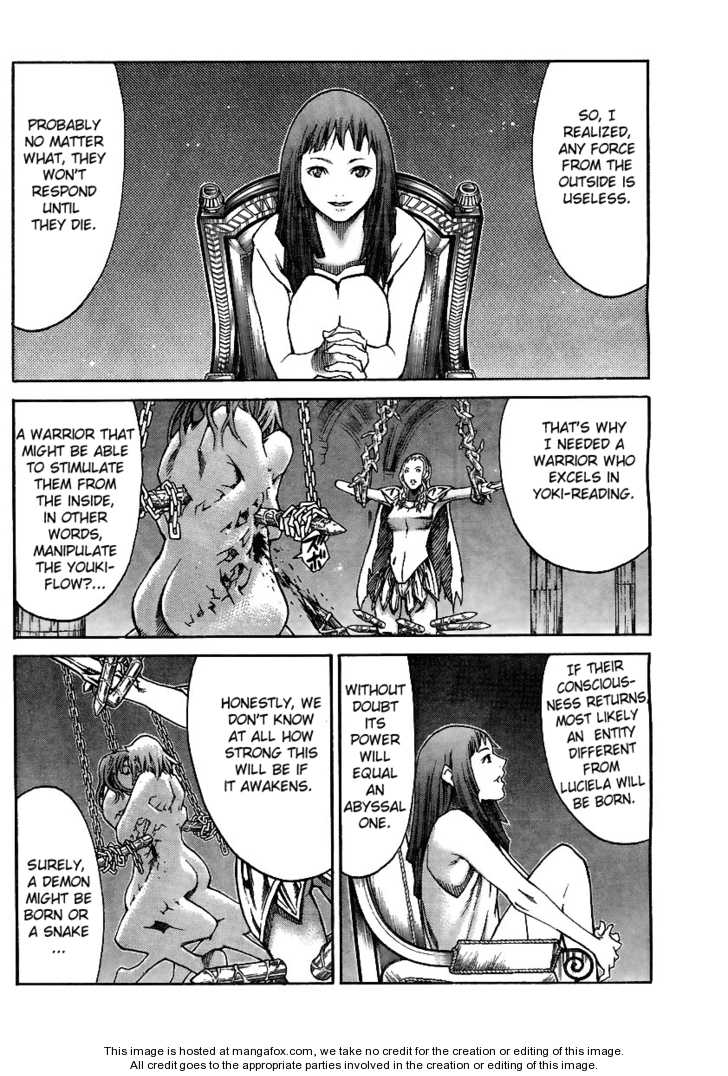 SO, I
REALIZED,
ANY FORCE
FROM THE
OUTSIDE IS
USELESS.
PROBABLY
NO MATTER
WHAT, THEY
WON'T
RESPOND
UNTIL
THEY DIE.
THAT'S WHY
I NEEDED A
WARRIOR WHO
EXCELS IN
YOKI-READING.
A WARRIOR THAT
MIGHT BE ABLE
TO STIMULATE
THEM FROM
THE INSIDE,
IN OTHER
WORDS,
MANIPULATE
THE YOUKI-
FLOW?...
IF THEIR
CONSCIOUS-
NESS RETURNS,
MOST LIKELY
AN ENTITY
DIFFERENT
FROM
LUCIELA WILL
BE BORN.
WITHOUT
DOUBT
ITS
POWER
WILL
EQUAL
AN
ABYSSAL
ONE.
HONESTLY, WE
DON'T KNOW
AT ALL HOW
STRONG THIS
WILL BE IF
IT AWAKENS.
SURELY,
A DEMON
MIGHT BE
BORN OR
A SNAKE
...
This image is hosted at mangafox.com, we take no credit for the creation or editing of this image.
All credit goes to the appropriate parties involved in the creation or editing of this image.